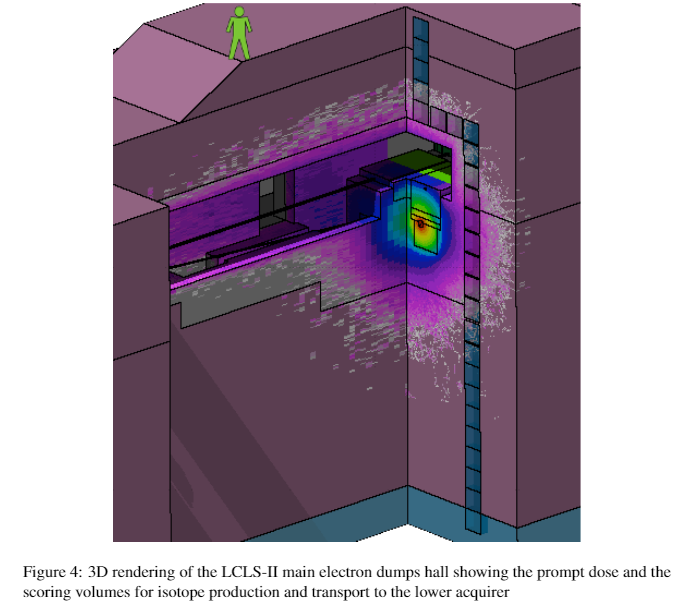 Figure 4: 3D rendering of the LCLS-II main electron dumps hall showing the prompt dose and the
scoring volumes for isotope production and transport to the lower acquirer